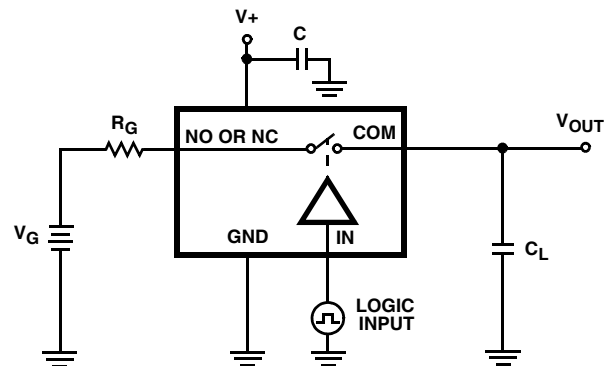 V+
C
RG
NO OR NC
COM
VOUT
VG
GND
IN
CL
LOGIC
INPUT